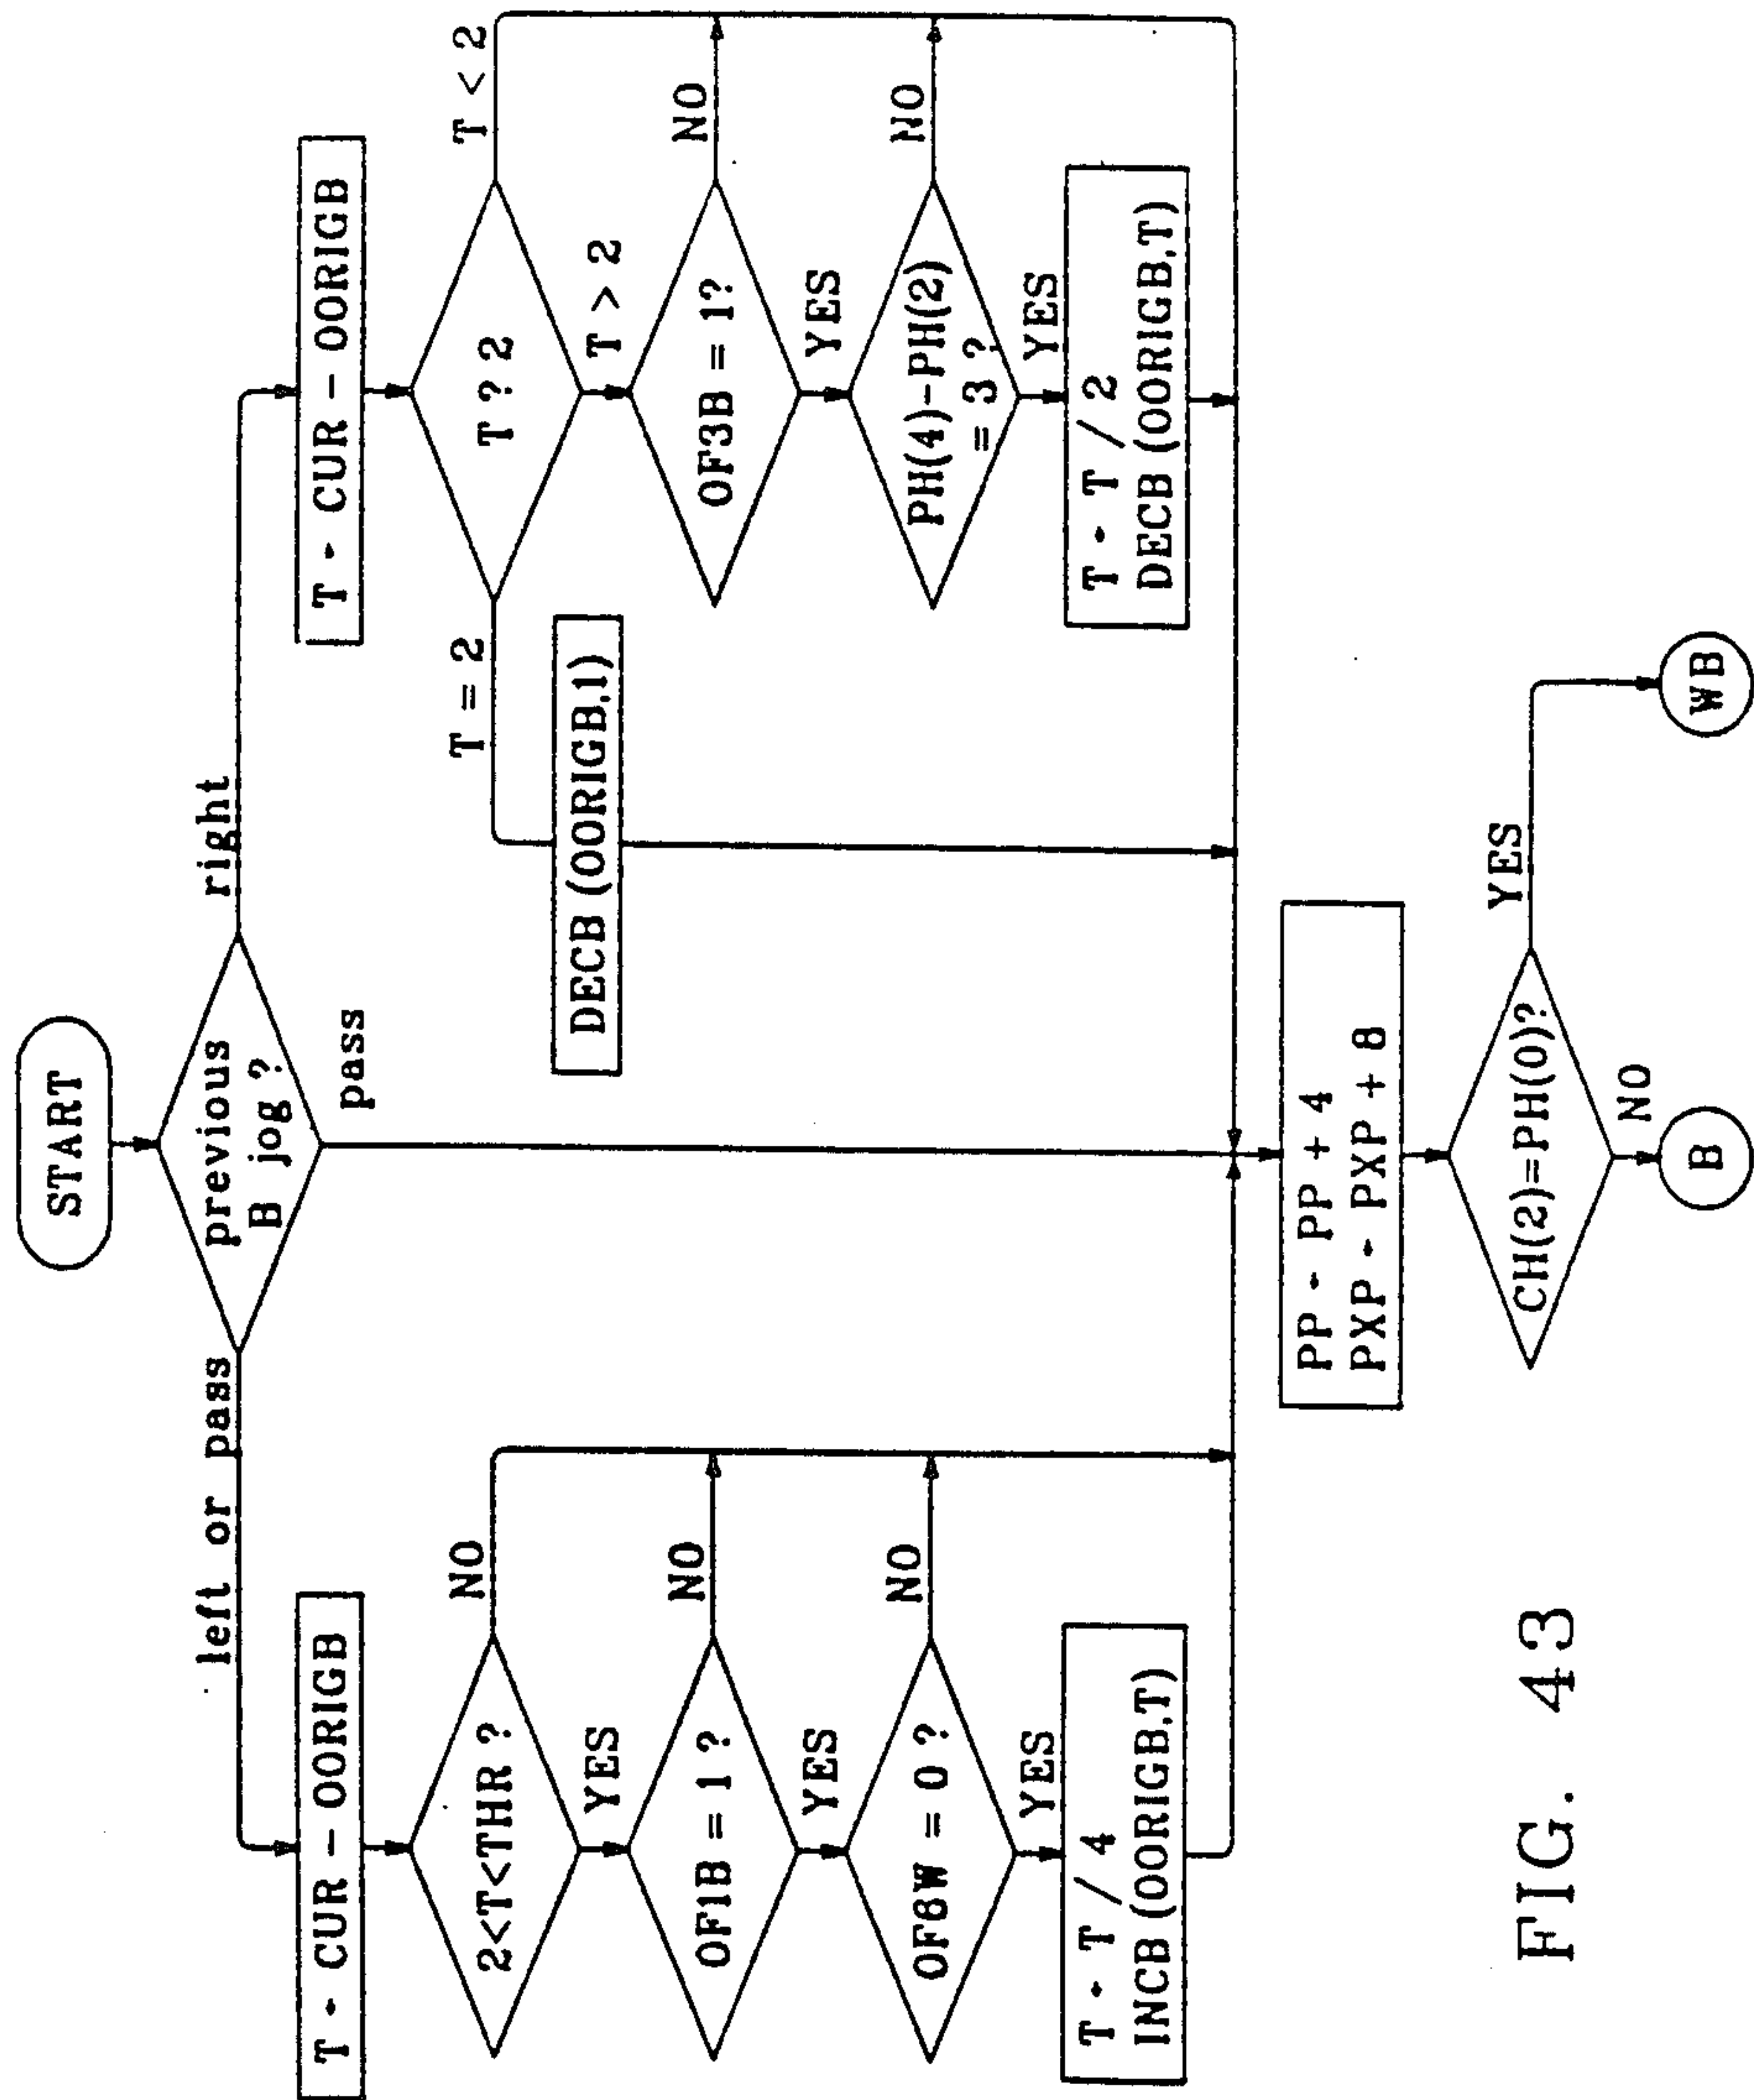 START
previous
B jog ?
left or pass
right
pass
T ← CUR - OORIGB
2<T<THR ?
NO
YES
OF1B = 1 ?
NO
YES
OF8W = 0 ?
NO
YES
T ← T / 4
INCB (OORIGB,T)
T ← CUR - OORIGB
T ? 2
T = 2
T < 2
T > 2
DECB (OORIGB,1)
OF3B = 1?
NO
YES
PH(4)-PH(2)
= 3 ?
NO
YES
T ← T / 2
DECB (OORIGB,T)
PP ← PP + 4
PXP ← PXP + 8
CH(2)=PH(0)?
YES
NO
B
WB
FIG. 43